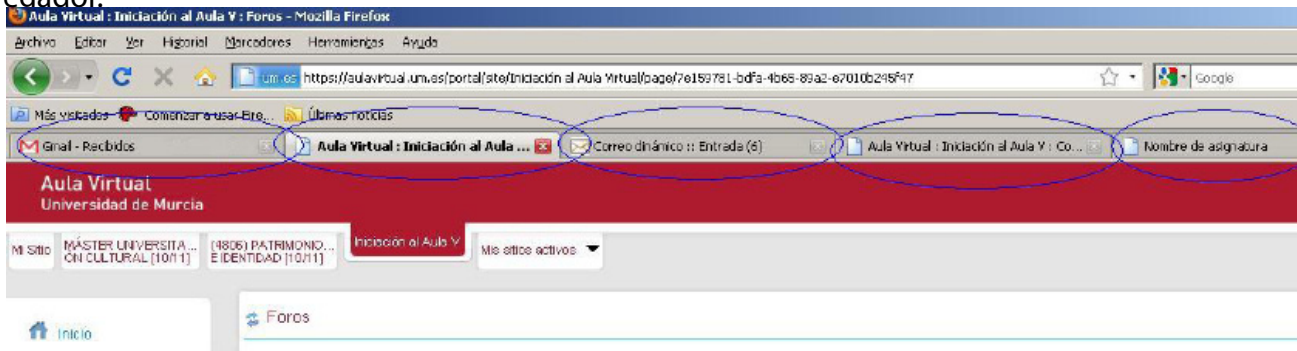 cuador.
Aula Virtual : Iniciación al Aula V : Foros - Mozilla Firefox
Archivo Editar Ver Historial Marcadores Herramientas Ayuda
um.es https://aulavirtual.um.es/portal/site/Iniciación al Aula Virtual/page/7e159781-bdfa-4b65-89a2-e7010b245f47 Google
Más visitados Comenzar a usar Fire... Últimas noticias
Gmail - Recibidos Aula Virtual : Iniciación al Aula ... Correo dinámico :: Entrada (6) Aula Virtual : Iniciación al Aula V : Co... Nombre de asignatura
Aula Virtual
Universidad de Murcia
Mi Sitio MÁSTER UNIVERSITA... (4806) PATRIMONIO... Iniciación al Aula V Mis sitios activos
ÓN CULTURAL [10/11] E IDENTIDAD [10/11]
Foros
Inicio